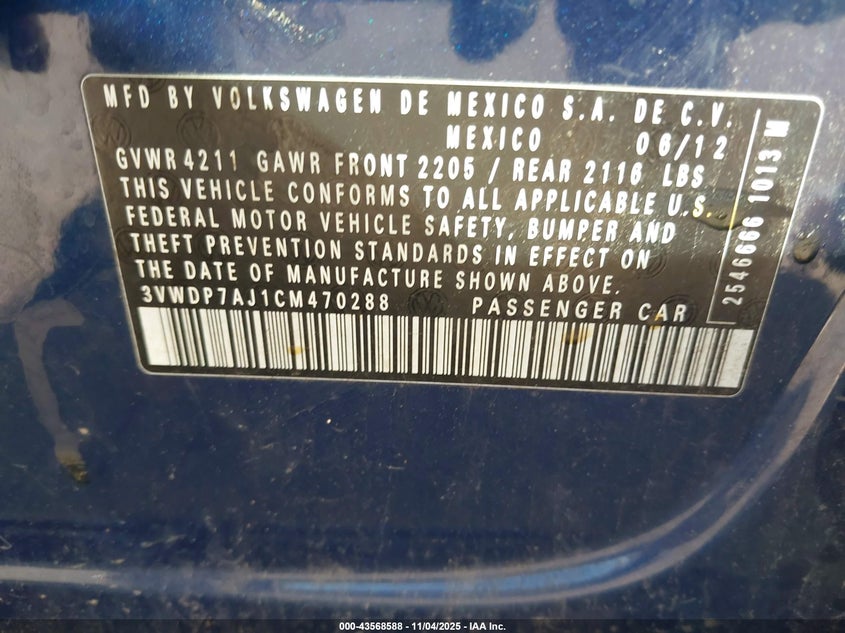 MFD BY VOLKSWAGEN DE MEXICO S.A. DE C.V.
MEXICO 06/12
GVWR 4211 GAWR FRONT 2205 / REAR 2116 LBS
THIS VEHICLE CONFORMS TO ALL APPLICABLE U.S.
FEDERAL MOTOR VEHICLE SAFETY, BUMPER AND
THEFT PREVENTION STANDARDS IN EFFECT ON
THE DATE OF MANUFACTURE SHOWN ABOVE.
3VWDP7AJ1CM470288 PASSENGER CAR
2546666 1013 M
000-43568588 - 11/04/2025 - IAA Inc.